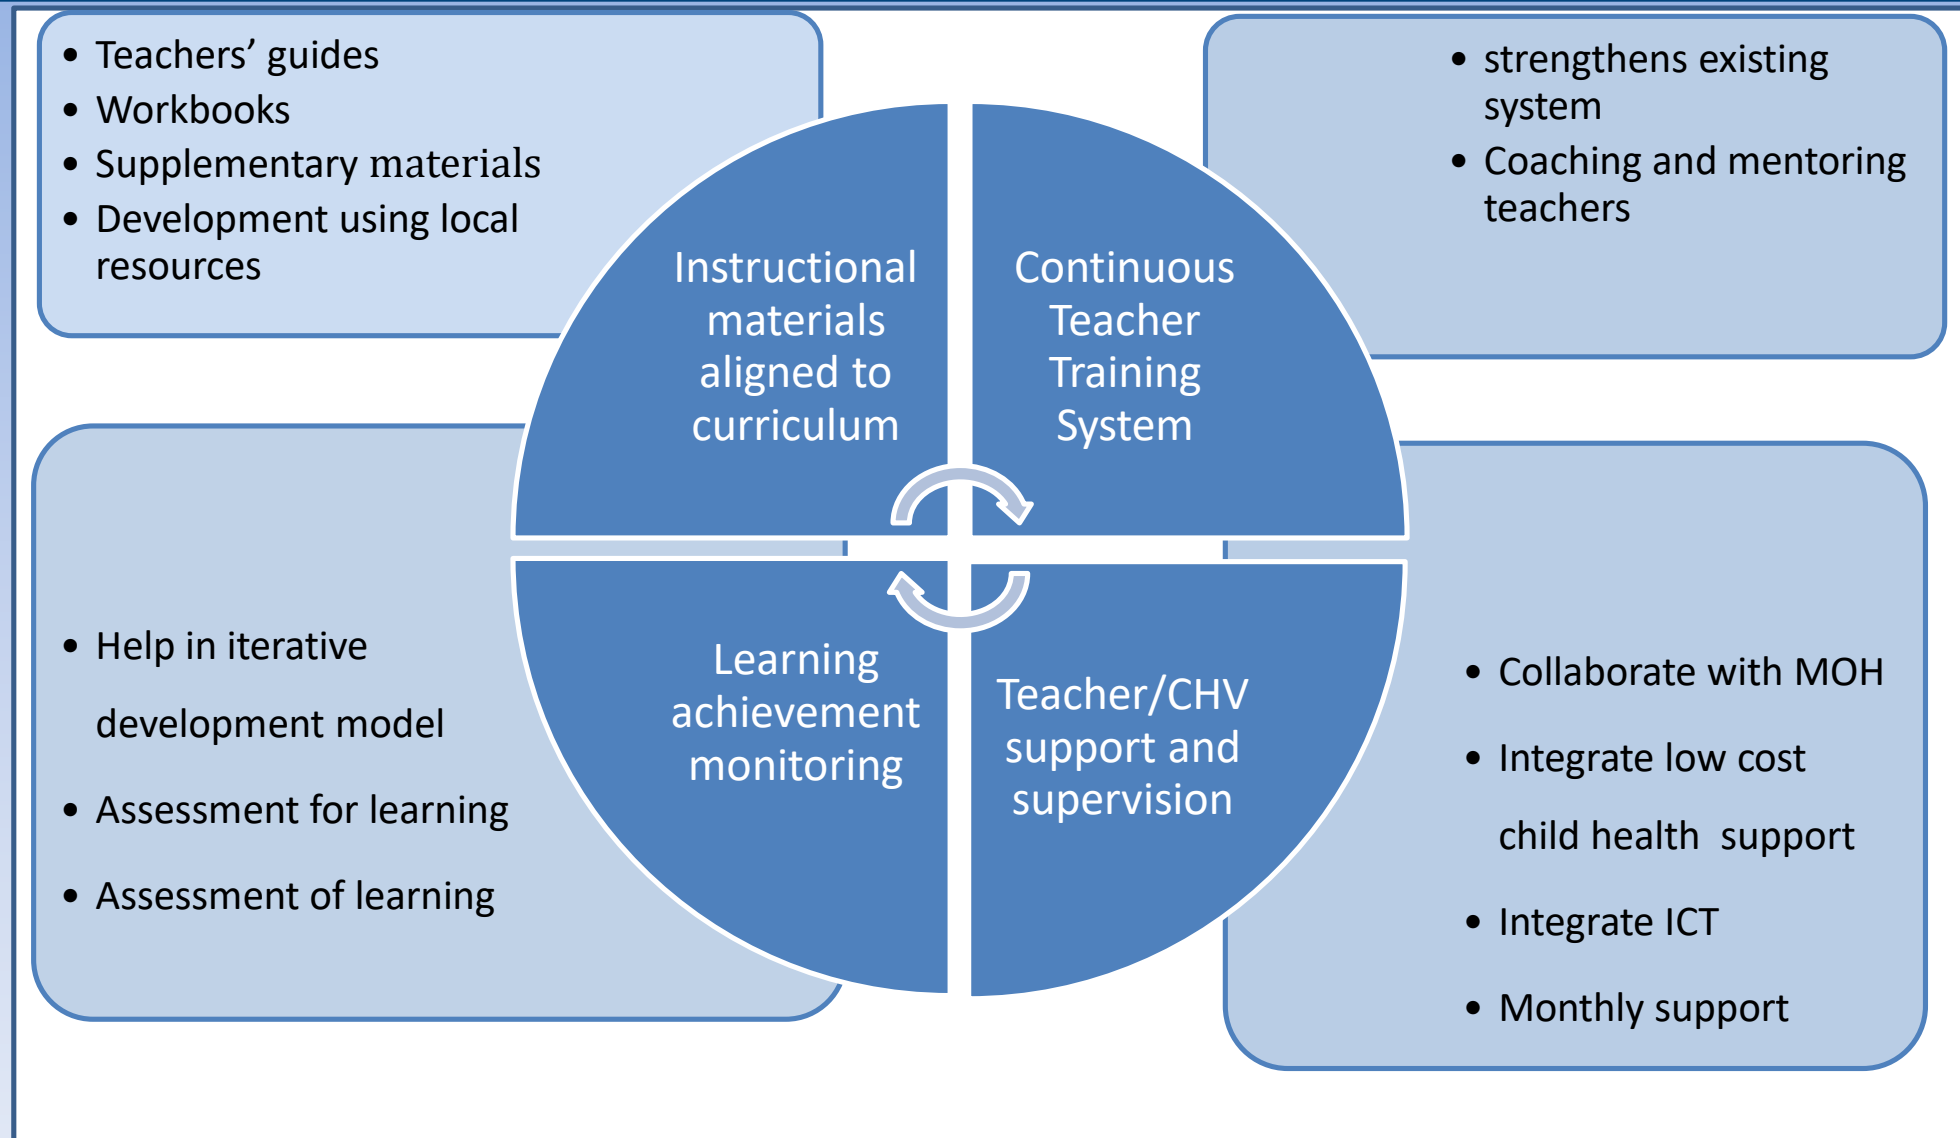 • Teachers’ guides
• Workbooks
• Supplementary materials
• Development using local
resources
• strengthens existing
system
• Coaching and mentoring
teachers
Instructional
materials
aligned to
curriculum
Continuous
Teacher
Training
System
• Help in iterative
development model
• Assessment for learning
• Assessment of learning
Learning
achievement
monitoring
Teacher/CHV
support and
supervision
• Collaborate with MOH
• Integrate low cost
child health support
• Integrate ICT
• Monthly support